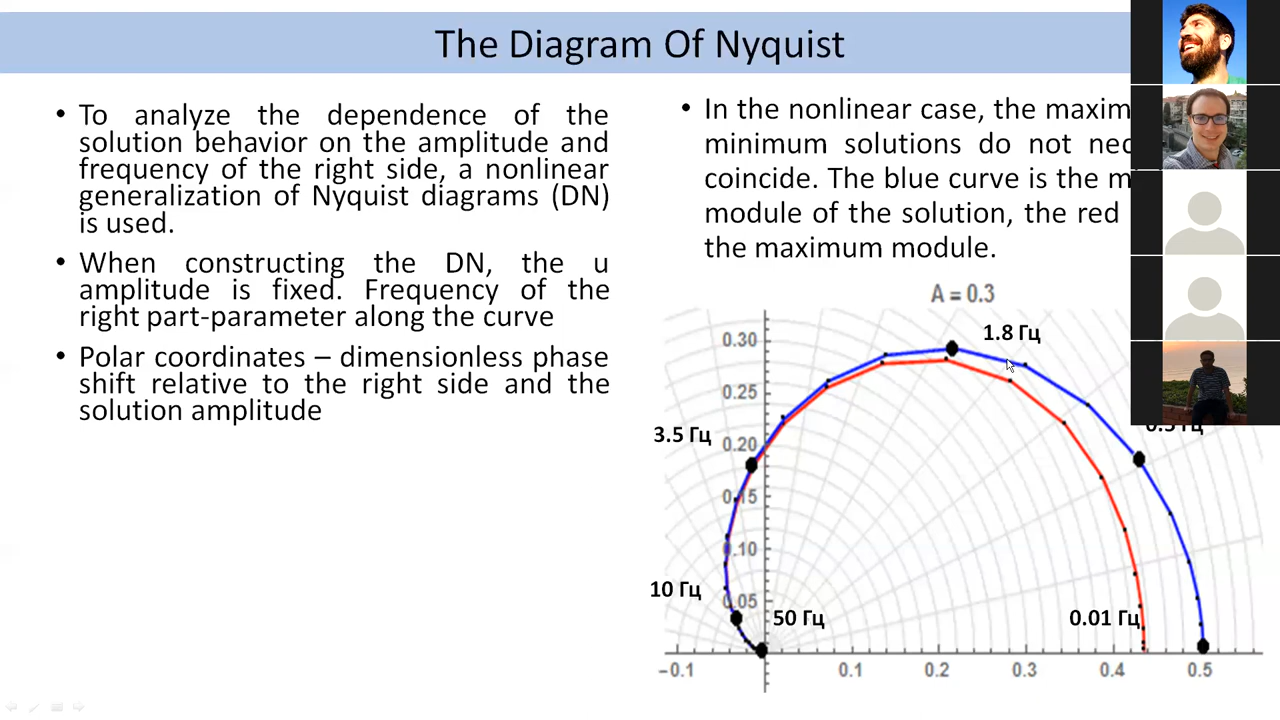 The Diagram Of Nyquist
• To analyze the dependence of the
solution behavior on the amplitude and
frequency of the right side, a nonlinear
generalization of Nyquist diagrams (DN)
is used.
• When constructing the DN, the u
amplitude is fixed. Frequency of the
right part-parameter along the curve
• Polar coordinates – dimensionless phase
shift relative to the right side and the
solution amplitude
• In the nonlinear case, the maxim
minimum solutions do not nec
coincide. The blue curve is the m
module of the solution, the red
the maximum module.
A = 0.3
1.8 Гц
0.30
0.25
3.5 Гц
0.20
0.15
0.10
10 Гц
0.05
50 Гц
0.01 Гц
−0.1
0.1
0.2
0.3
0.4
0.5